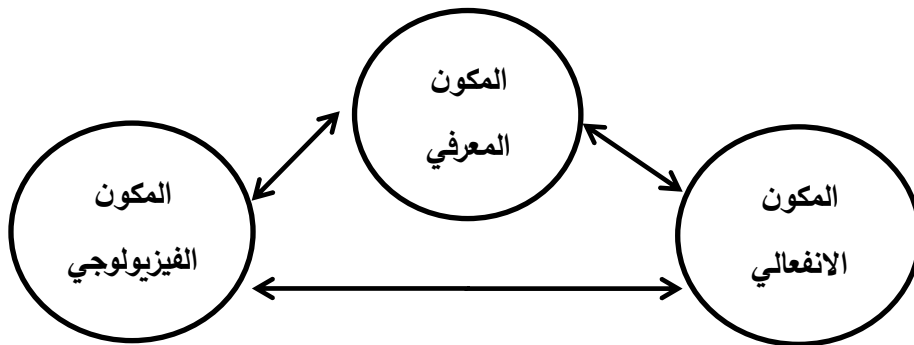 المكون
المعرفي
المكون
الانفعالي
المكون
الفيزيولوجي